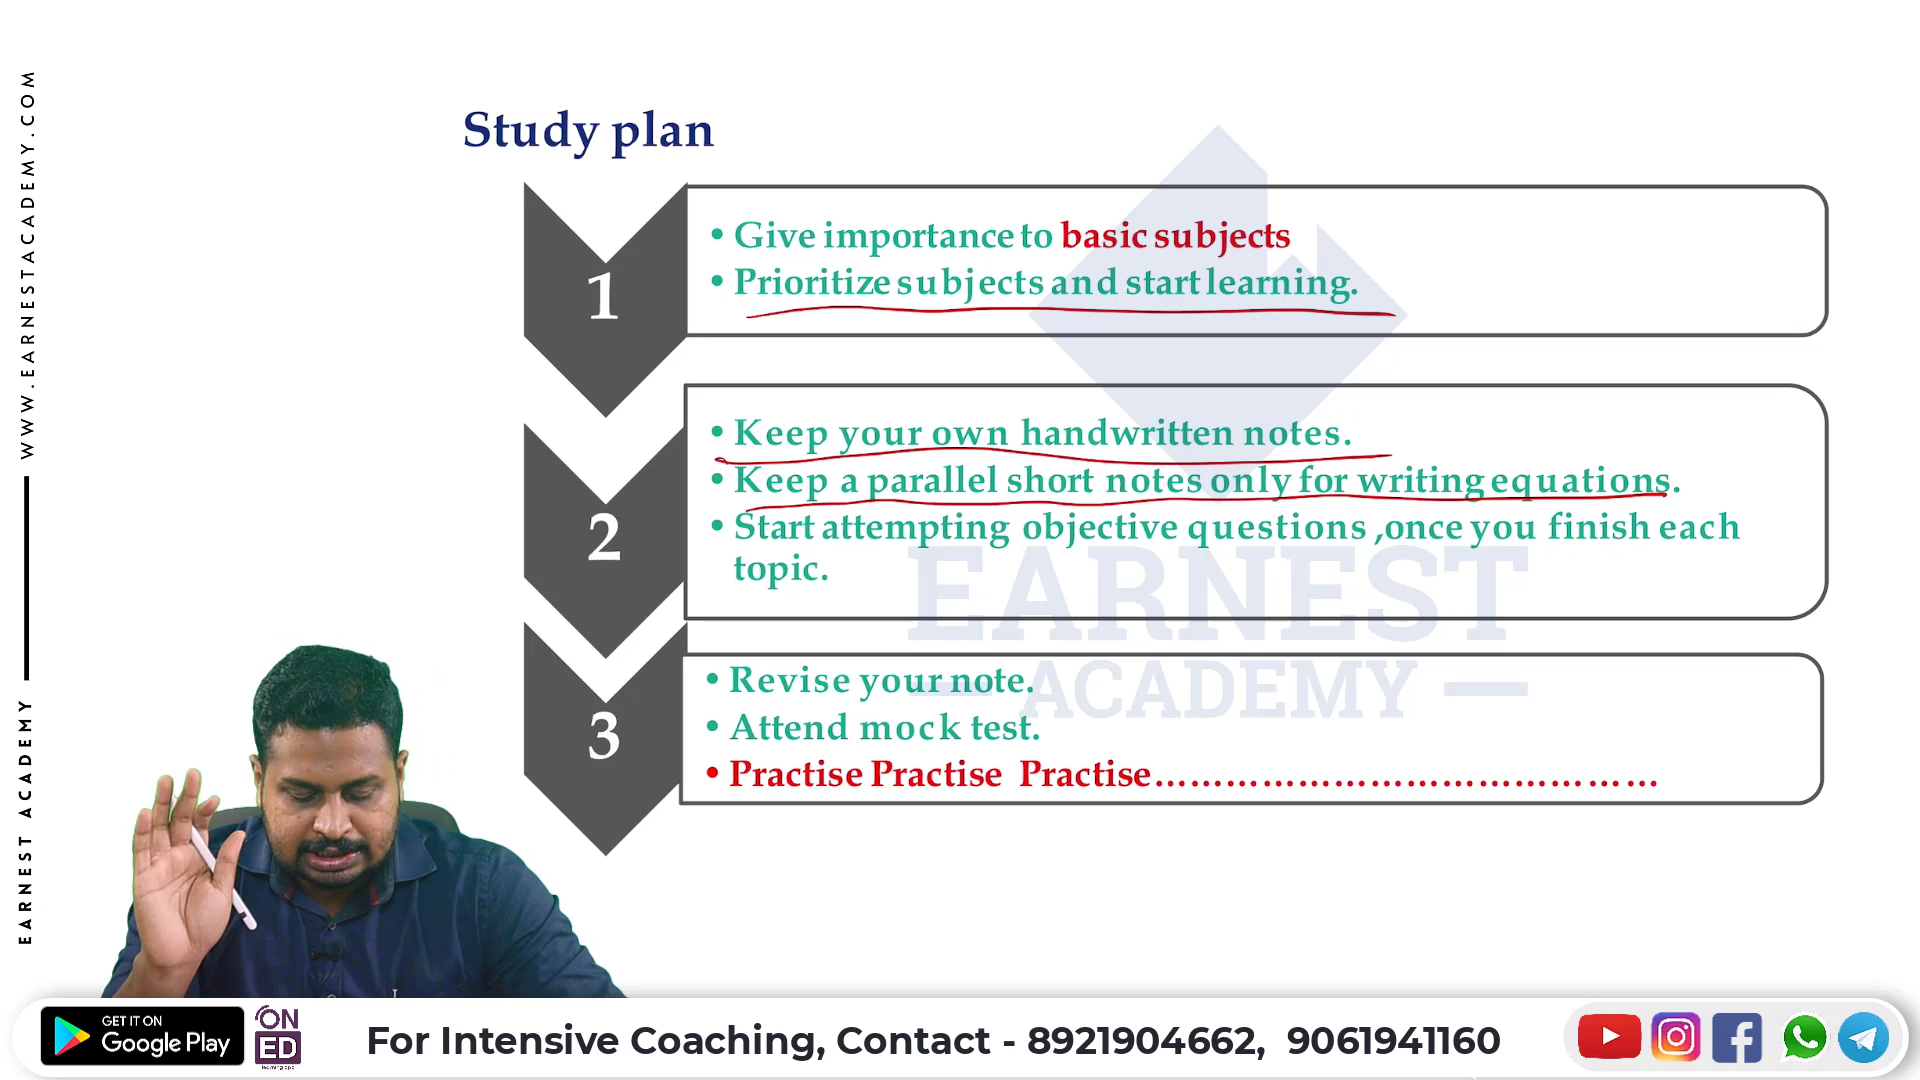 WWW.EARNESTACADEMY.COM
EARNEST ACADEMY
Study plan
1
• Give importance to basic subjects
• Prioritize subjects and start learning.
2
• Keep your own handwritten notes.
• Keep a parallel short notes only for writing equations.
• Start attempting objective questions ,once you finish each
topic.
3
• Revise your note.
• Attend mock test.
• Practise Practise Practise……………………………………
EARNEST
ACADEMY
GET IT ON
Google Play
ON
ED
learning app
For Intensive Coaching, Contact - 8921904662, 9061941160